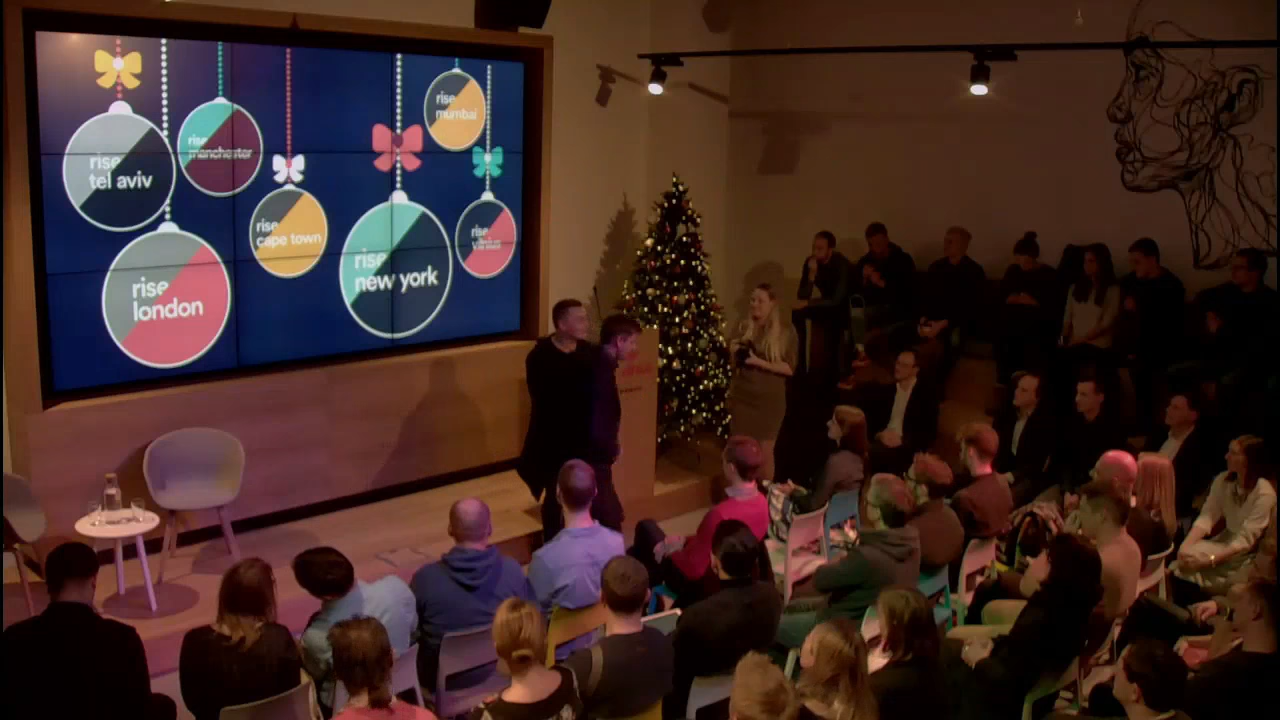 rise
tel aviv
rise
manchester
rise
mumbai
rise
cape town
rise
london
rise
new york
rise